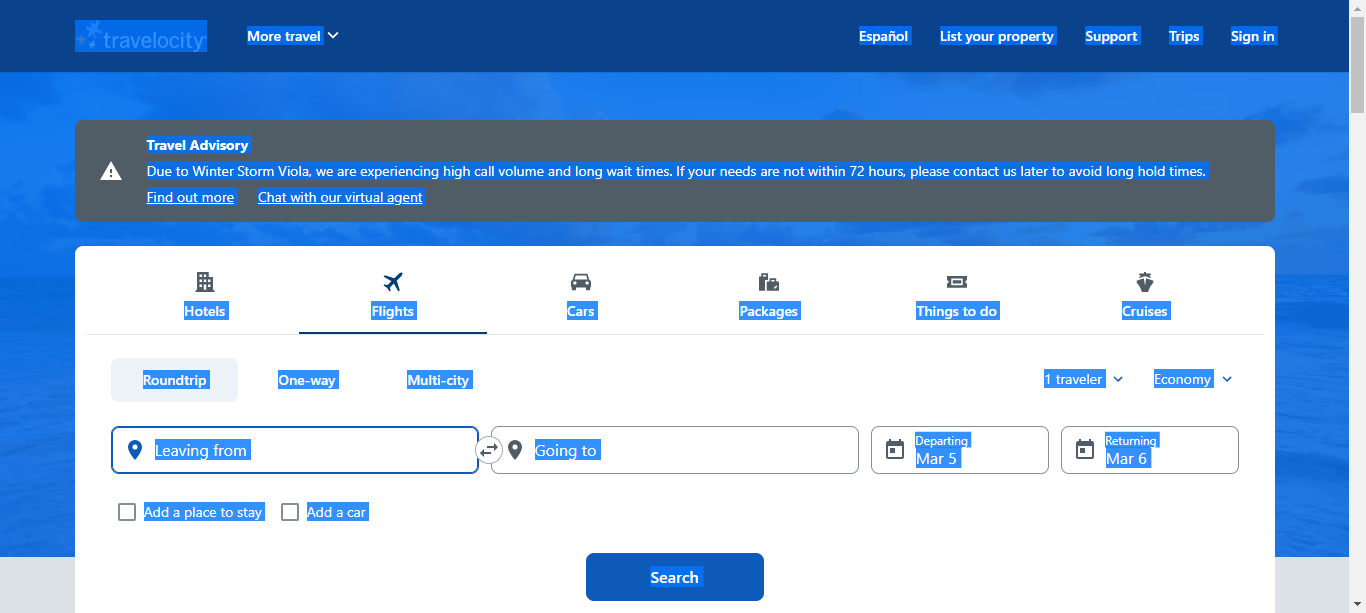 travelocity
More travel
Español
List your property
Support
Trips
Sign in
Travel Advisory
Due to Winter Storm Viola, we are experiencing high call volume and long wait times. If your needs are not within 72 hours, please contact us later to avoid long hold times.
Find out more
Chat with our virtual agent
Hotels
Flights
Cars
Packages
Things to do
Cruises
Roundtrip
One-way
Multi-city
1 traveler
Economy
Leaving from
Going to
Departing
Mar 5
Returning
Mar 6
Add a place to stay
Add a car
Search